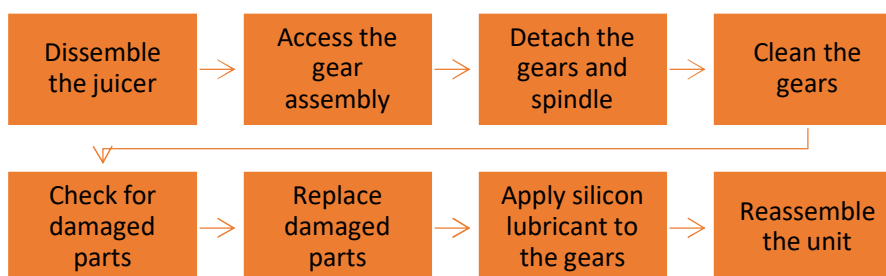 Dissemble
the juicer
Access the
gear
assembly
Detach the
gears and
spindle
Clean the
gears
Check for
damaged
parts
Replace
damaged
parts
Apply silicon
lubricant to
the gears
Reassemble
the unit